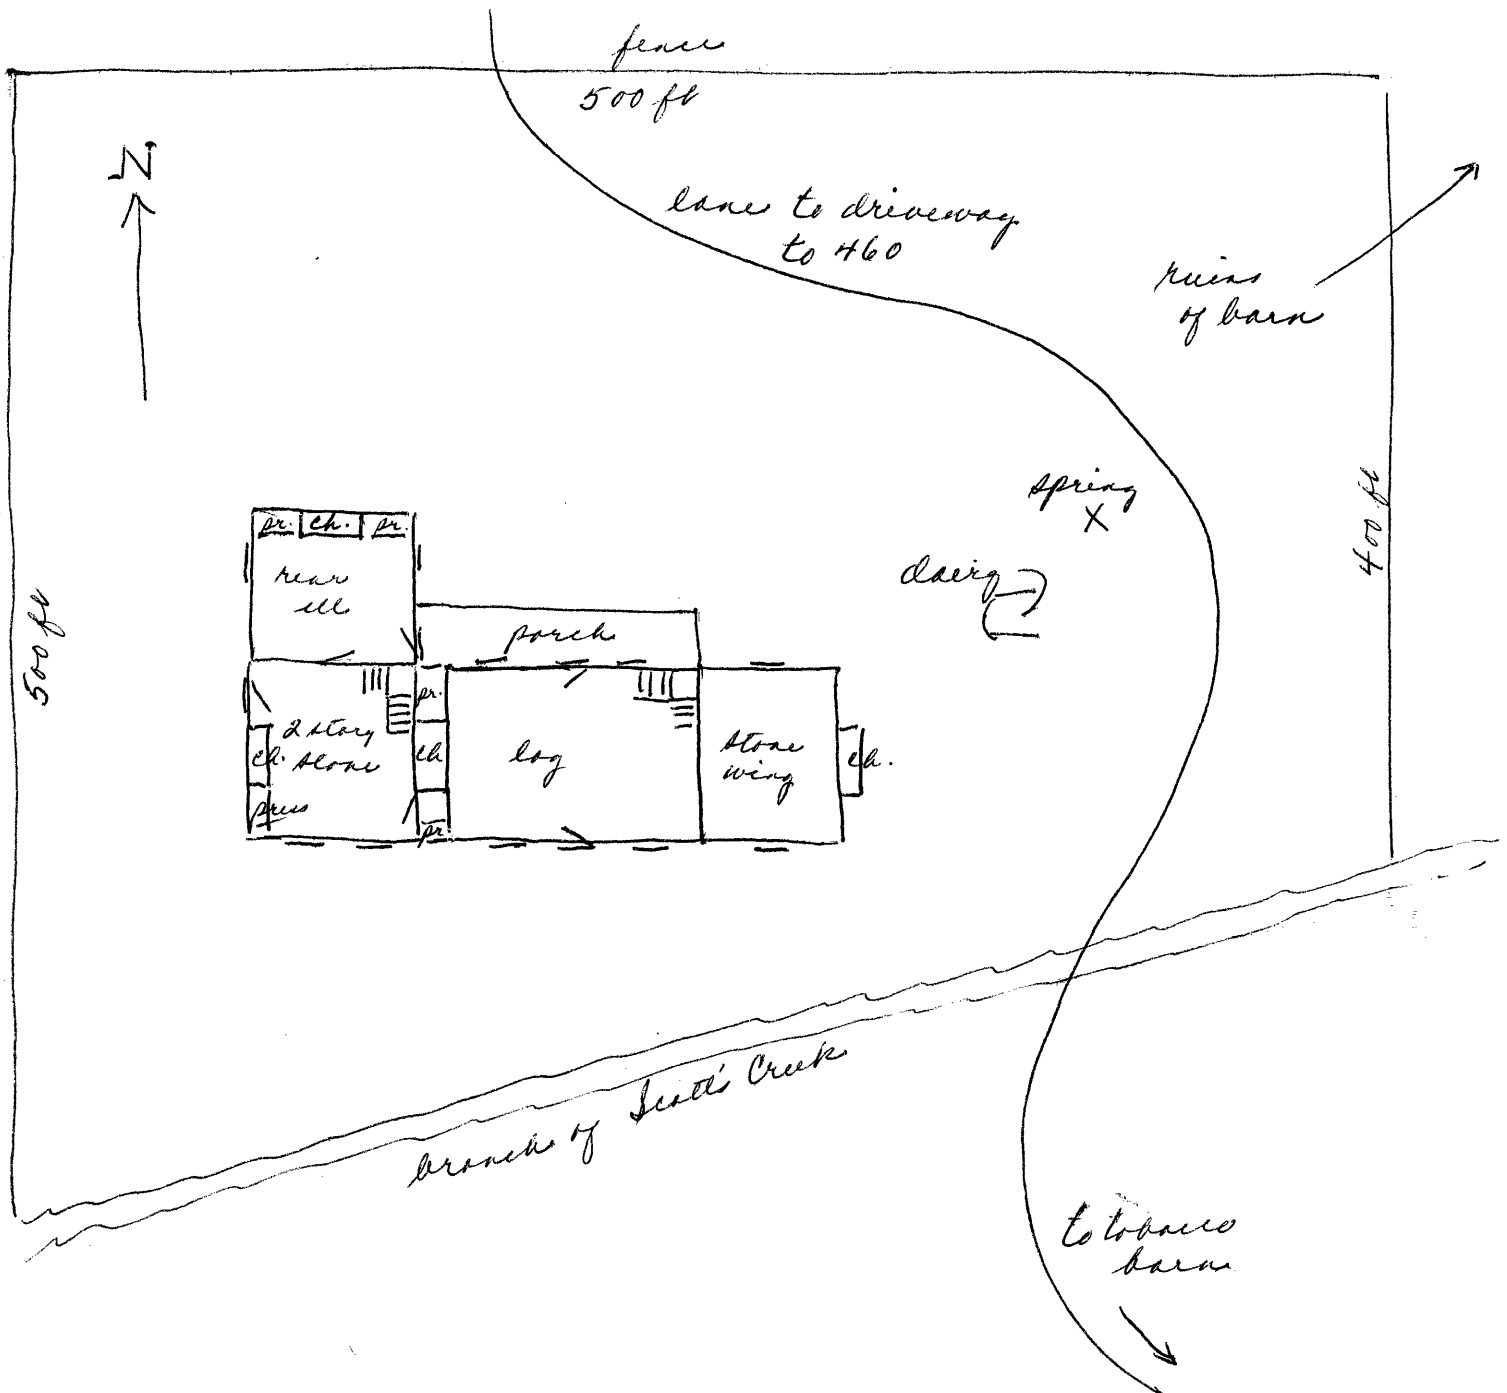 fence
500 ft
N
lane to driveway
to 460
ruins
of barn
spring
X
400 ft
pr. ch. pr.
rear
ell
dairy
500 ft
porch
pr.
2 story
ch. stone
ch
log
stone
wing
ch.
press
pr
branch of Scott's Creek
to tobacco
barn